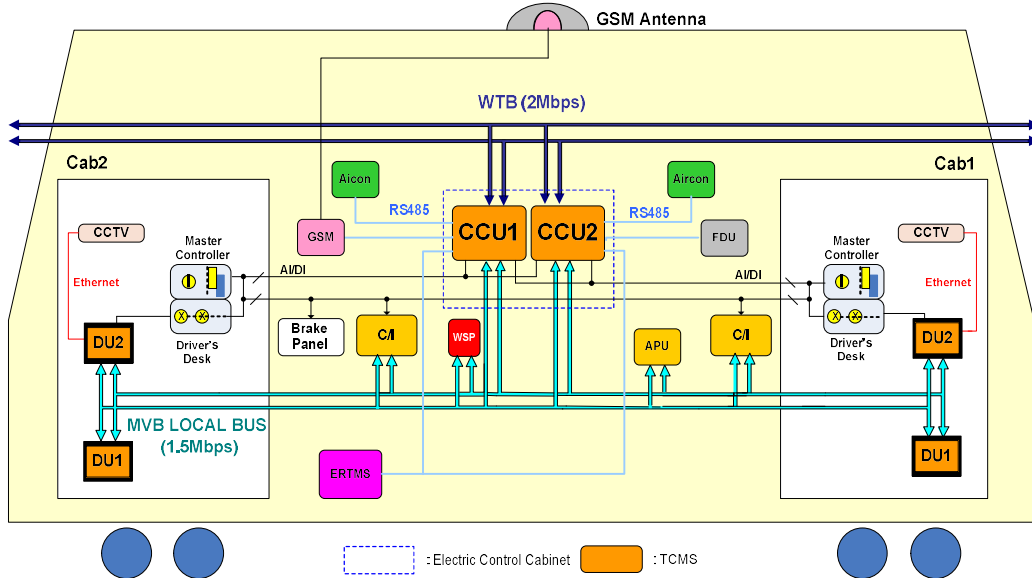 GSM Antenna
WTB (2Mbps)
Cab2
Cab1
Aicon
Aircon
RS485
RS485
CCU1
CCU2
GSM
FDU
CCTV
CCTV
Master
Controller
Master
Controller
AI/DI
AI/DI
Ethernet
Ethernet
X
X
X
X
Driver's
Desk
Driver's
Desk
DU2
DU2
Brake
Panel
C/I
WSP
APU
C/I
MVB LOCAL BUS
(1.5Mbps)
DU1
DU1
ERTMS
: Electric Control Cabinet
: TCMS